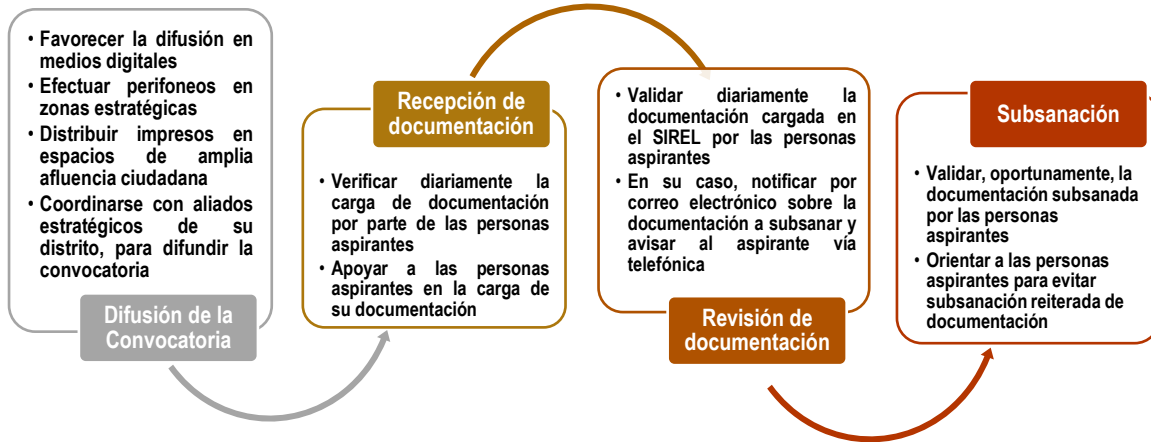 • Favorecer la difusión en
medios digitales
• Efectuar perifoneos en
zonas estratégicas
• Distribuir impresos en
espacios de amplia
afluencia ciudadana
• Coordinarse con aliados
estratégicos de su
distrito, para difundir la
convocatoria
Difusión de la
Convocatoria
Recepción de
documentación
• Verificar diariamente la
carga de documentación
por parte de las personas
aspirantes
• Apoyar a las personas
aspirantes en la carga de
su documentación
• Validar diariamente la
documentación cargada en
el SIREL por las personas
aspirantes
• En su caso, notificar por
correo electrónico sobre la
documentación a subsanar y
avisar al aspirante vía
telefónica
Revisión de
documentación
Subsanación
• Validar, oportunamente, la
documentación subsanada
por las personas
aspirantes
• Orientar a las personas
aspirantes para evitar
subsanación reiterada de
documentación